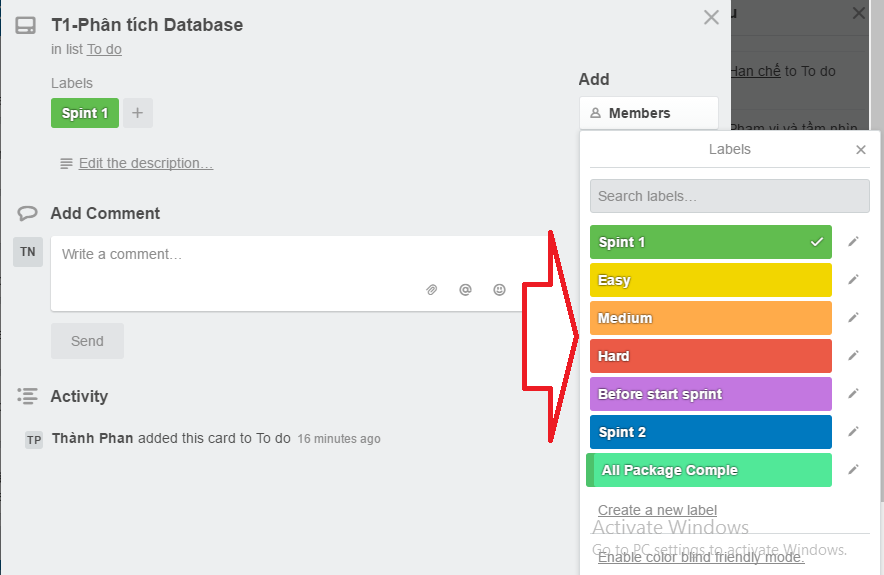 T1-Phân tích Database
in list To do
Labels
Spint 1
+
Edit the description…
Add Comment
TN
Write a comment…
@
Send
Activity
TP Thành Phan added this card to To do 16 minutes ago
Add
Members
Labels
Search labels…
Spint 1
Easy
Medium
Hard
Before start sprint
Spint 2
All Package Comple
Create a new label
Enable color blind friendly mode.
Activate Windows
Go to PC settings to activate Windows.
u
Han chế to To do
Phạm vi và tầm nhìn